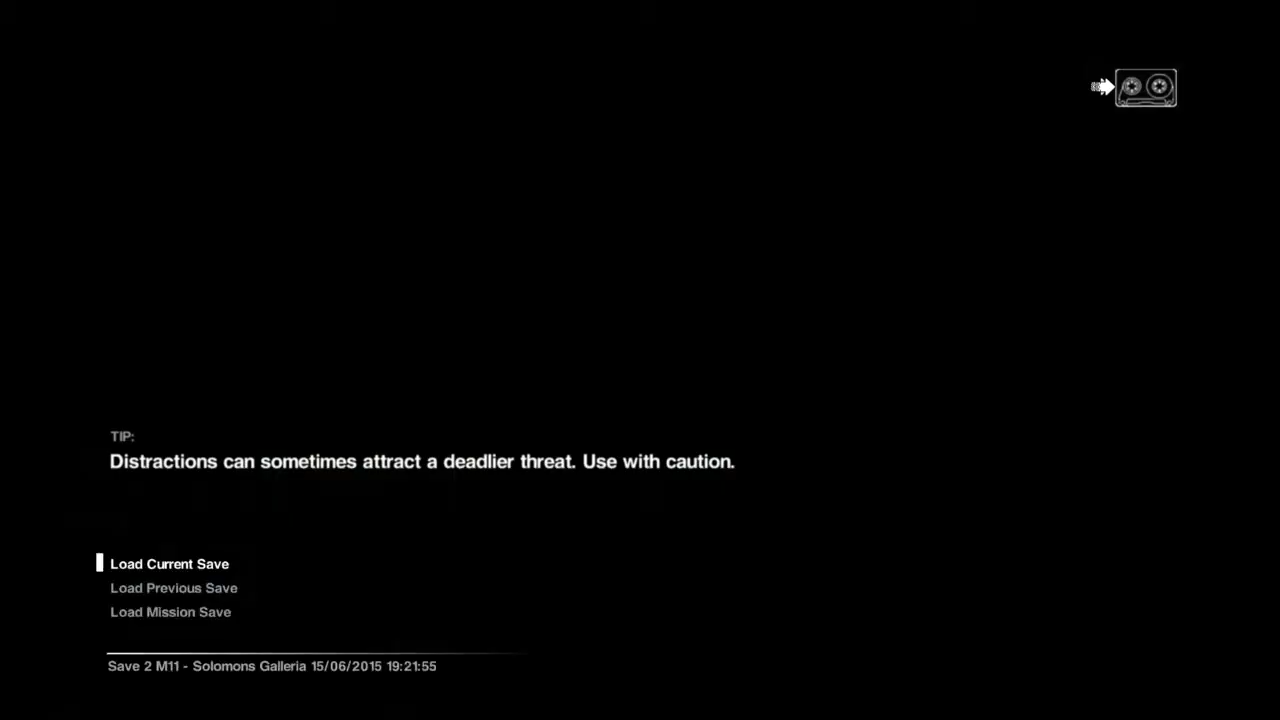 TIP:
Distractions can sometimes attract a deadlier threat. Use with caution.
Load Current Save
Load Previous Save
Load Mission Save
Save 2 M11 - Solomons Galleria 15/06/2015 19:21:55